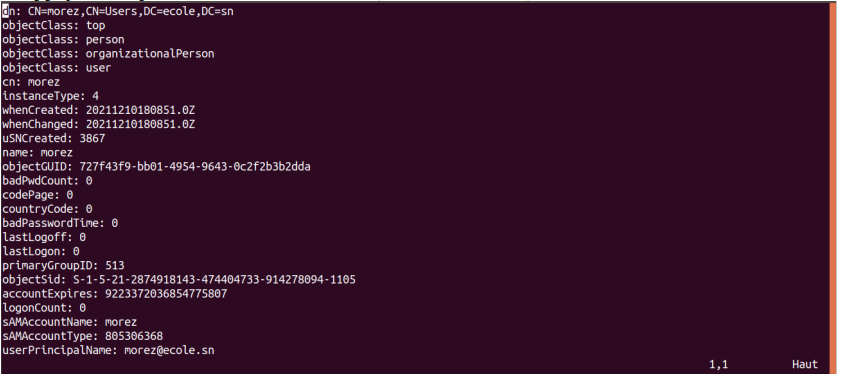 dn: CN=morez,CN=Users,DC=ecole,DC=sn
objectClass: top
objectClass: person
objectClass: organizationalPerson
objectClass: user
cn: morez
instanceType: 4
whenCreated: 20211210180851.0Z
whenChanged: 20211210180851.0Z
uSNCreated: 3867
name: morez
objectGUID: 727f43f9-bb01-4954-9643-0c2f2b3b2dda
badPwdCount: 0
codePage: 0
countryCode: 0
badPasswordTime: 0
lastLogoff: 0
lastLogon: 0
primaryGroupID: 513
objectSid: S-1-5-21-2874918143-474404733-914278094-1105
accountExpires: 9223372036854775807
logonCount: 0
sAMAccountName: morez
sAMAccountType: 805306368
userPrincipalName: morez@ecole.sn
1,1 Haut